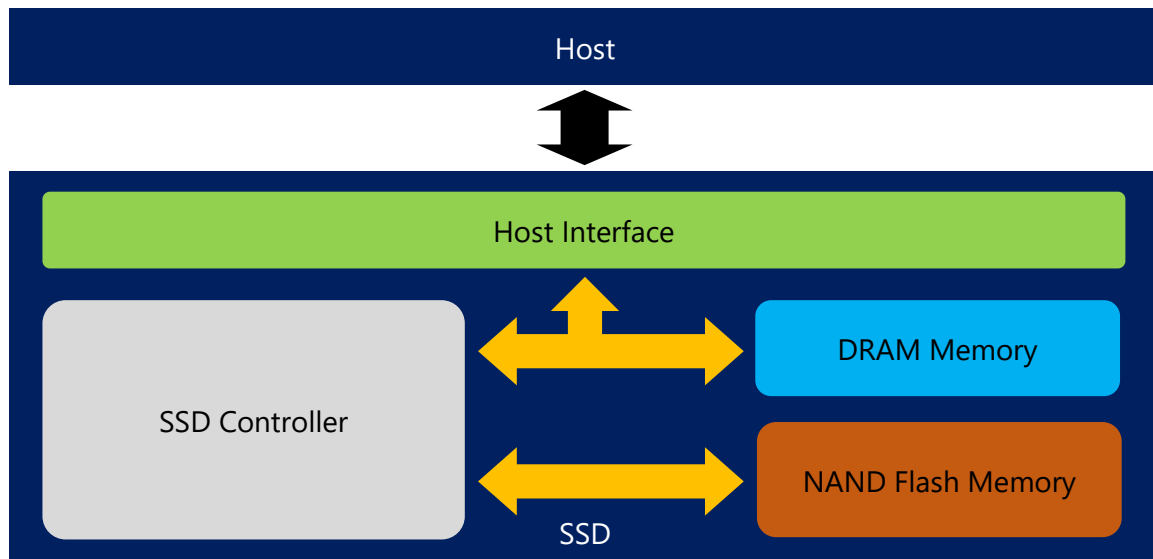 Host
Host Interface
DRAM Memory
SSD Controller
NAND Flash Memory
SSD